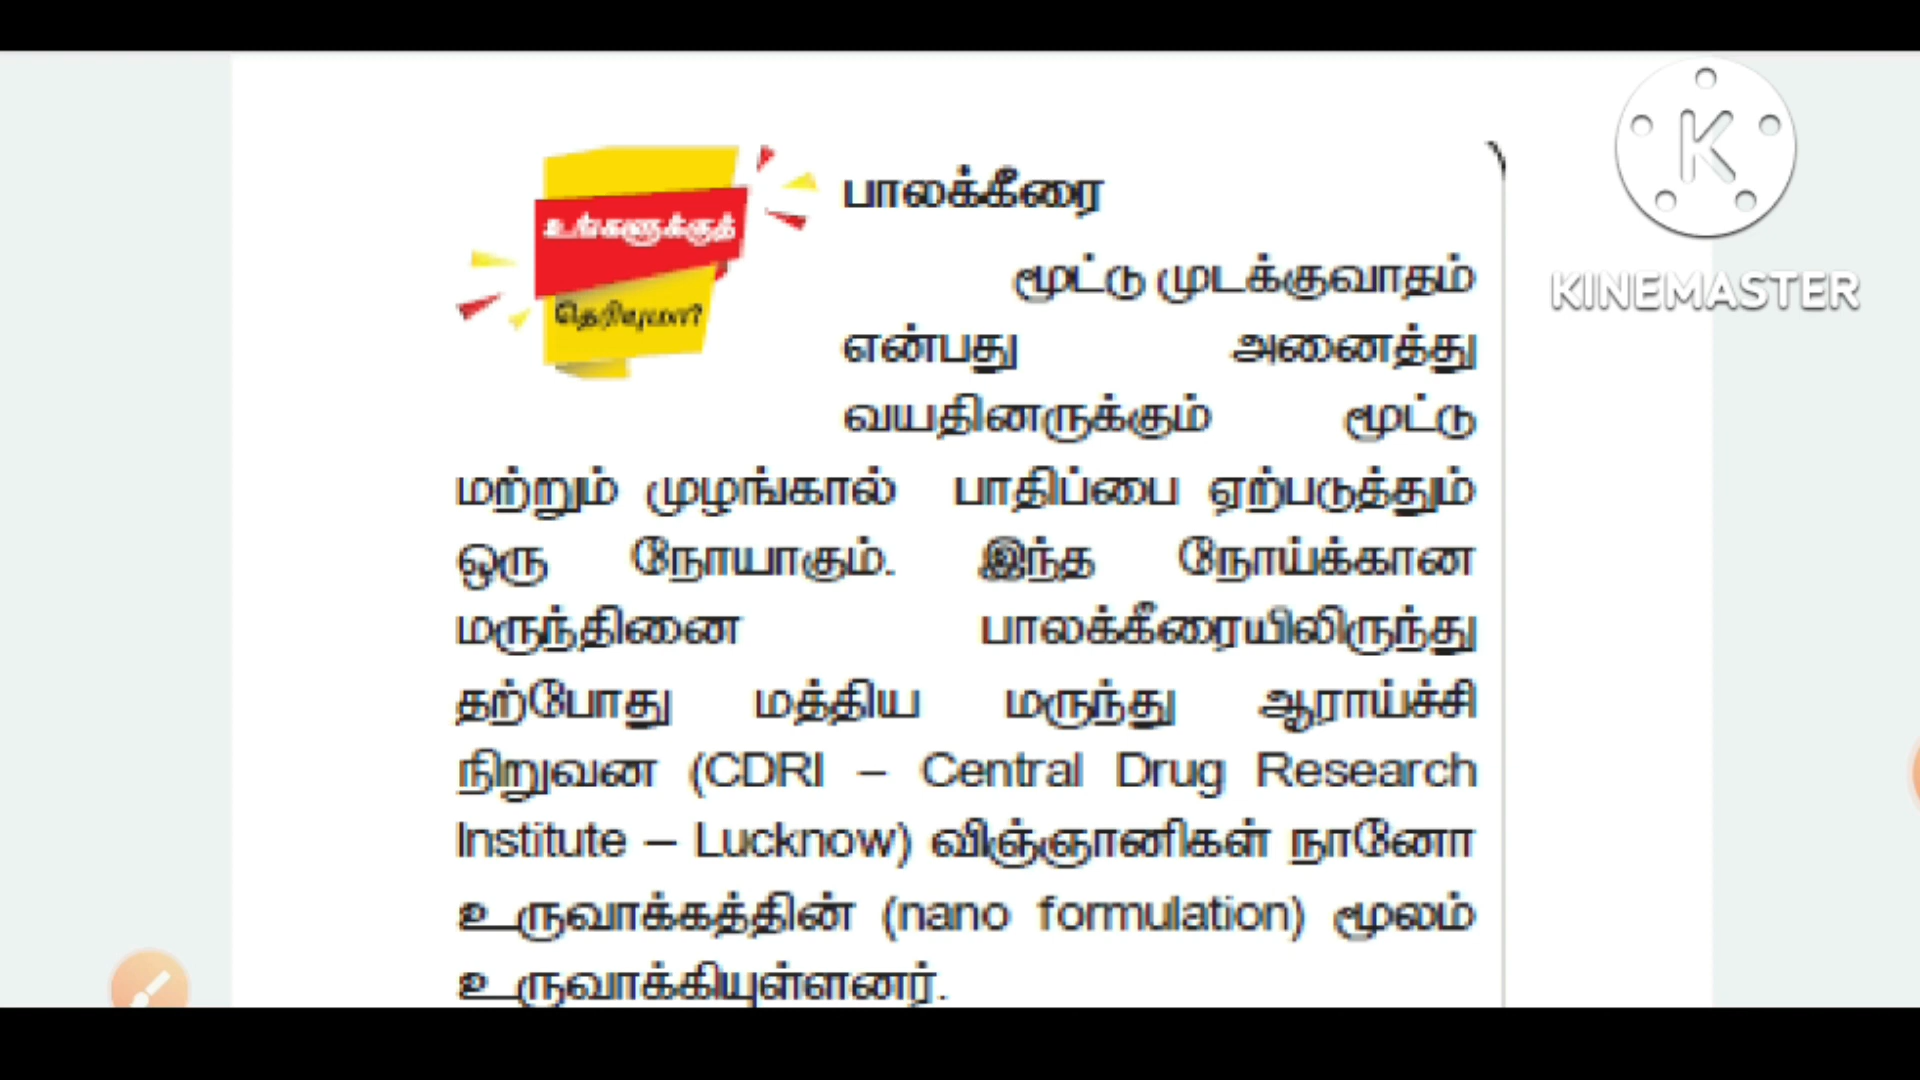 உங்களுக்குத்
தெரியுமா?
பாலக்கீரை
மூட்டு முடக்குவாதம்
என்பது அனைத்து
வயதினருக்கும் மூட்டு
மற்றும் முழங்கால் பாதிப்பை ஏற்படுத்தும்
ஒரு நோயாகும். இந்த நோய்க்கான
மருந்தினை பாலக்கீரையிலிருந்து
தற்போது மத்திய மருந்து ஆராய்ச்சி
நிறுவன (CDRI – Central Drug Research
Institute – Lucknow) விஞ்ஞானிகள் நானோ
உருவாக்கத்தின் (nano formulation) மூலம்
உருவாக்கியுள்ளனர்.
K
KINEMASTER